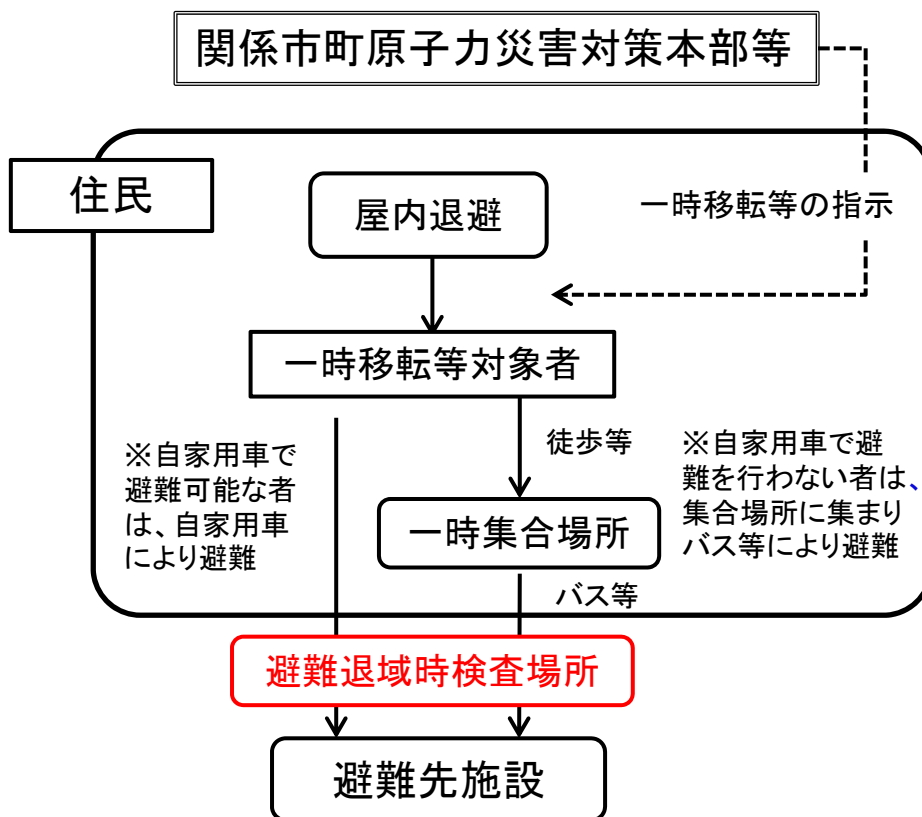 関係市町原子力災害対策本部等
住民
屋内退避
一時移転等の指示
一時移転等対象者
※自家用車で
避難可能な者
は、自家用車
により避難
徒歩等
※自家用車で避
難を行わない者は、
集合場所に集まり
バス等により避難
一時集合場所
バス等
避難退域時検査場所
避難先施設